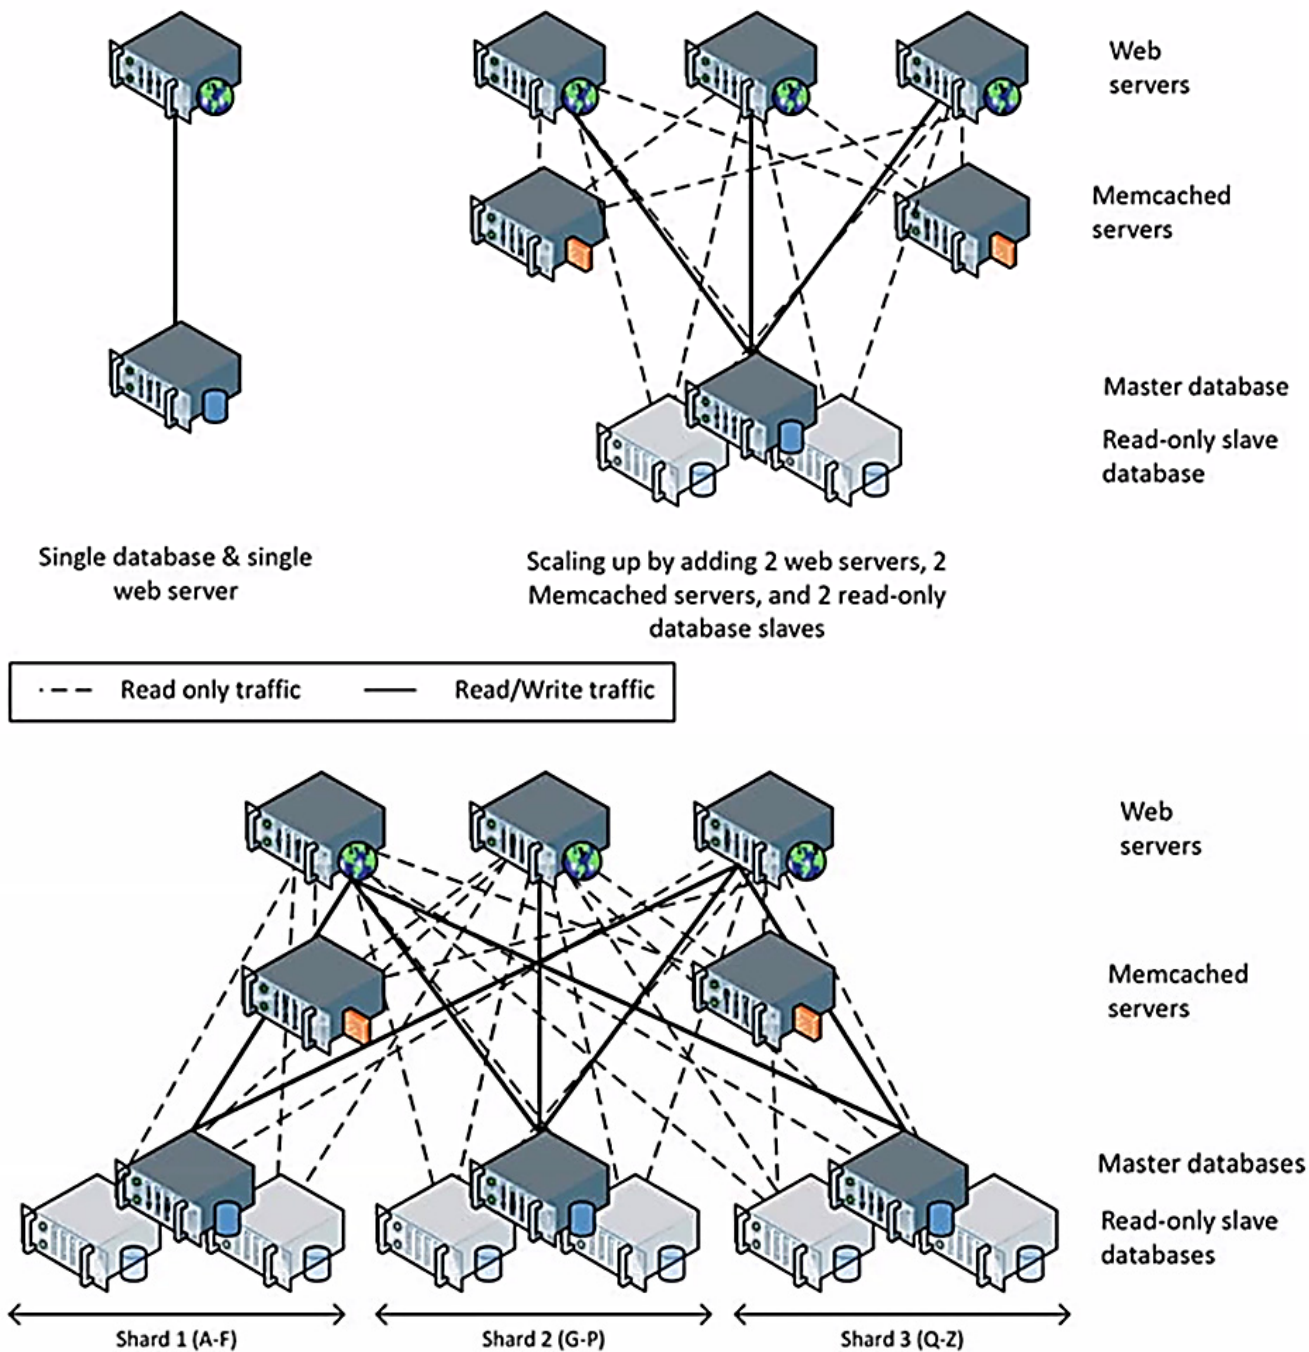 Web
servers
Memcached
servers
Master database
Read-only slave
database
Single database & single
web server
Scaling up by adding 2 web servers, 2
Memcached servers, and 2 read-only
database slaves
Read only traffic
Read/Write traffic
Web
servers
Memcached
servers
Master databases
Read-only slave
databases
Shard 1 (A-F)
Shard 2 (G-P)
Shard 3 (Q-Z)